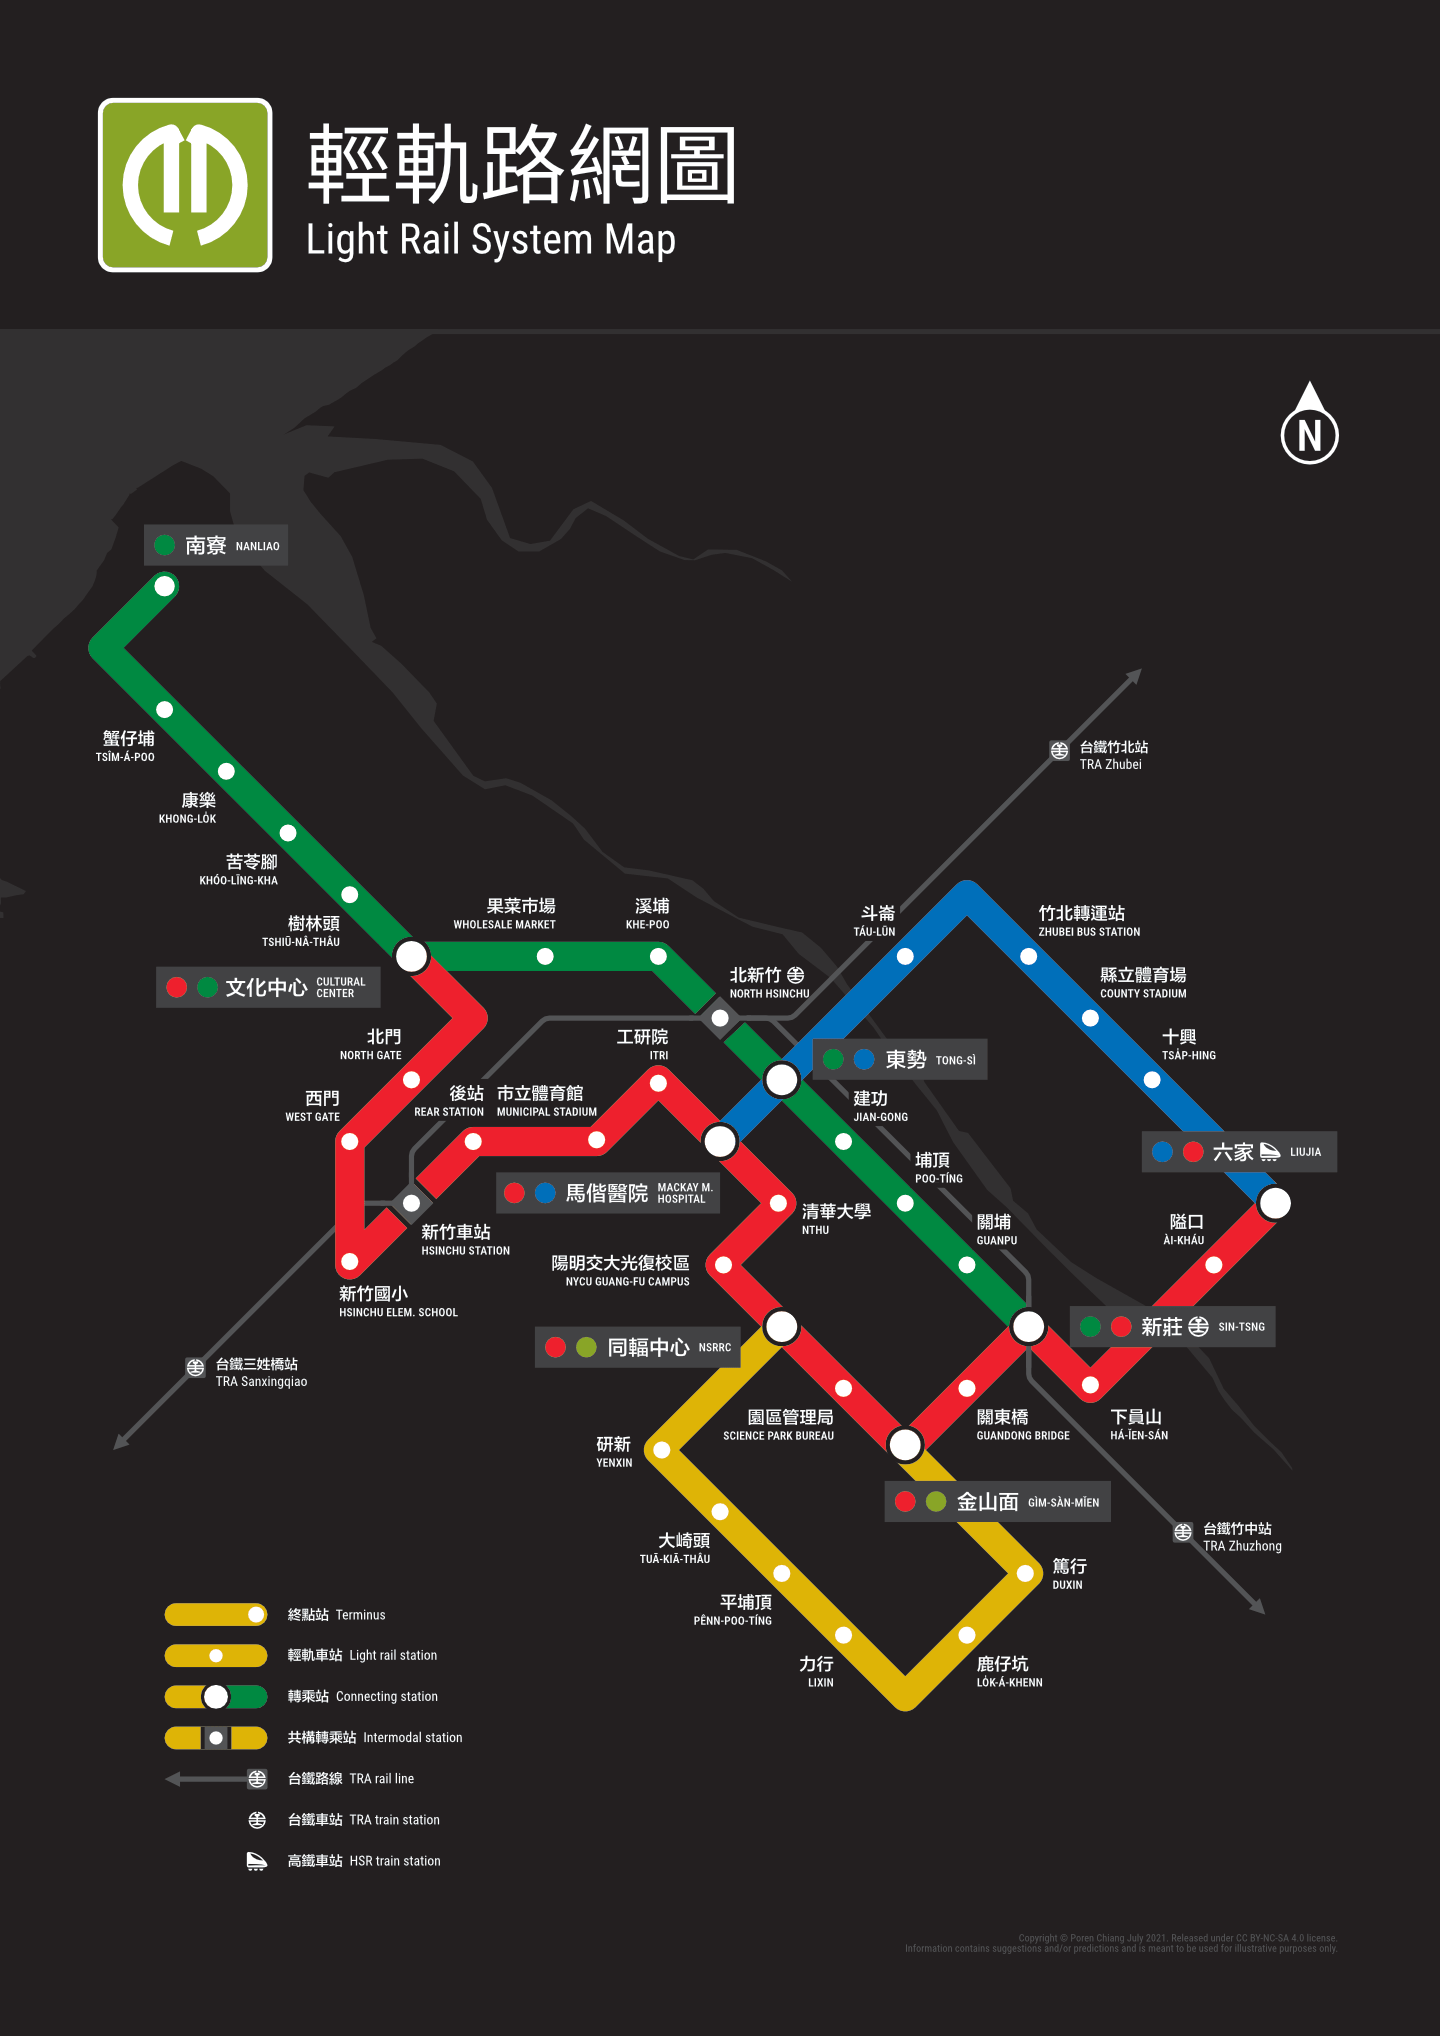 輕軌路網圖
Light Rail System Map
N
南寮 NANLIAO
蟹仔埔
TSÎM-Á-POO
康樂
KHONG-LO̍K
苦苓腳
KHÓO-LĪNG-KHA
樹林頭
TSHIŪ-NÂ-THÂU
文化中心 CULTURAL
CENTER
果菜市場
WHOLESALE MARKET
溪埔
KHE-POO
北新竹
NORTH HSINCHU
台鐵竹北站
TRA Zhubei
斗崙
TÁU-LŪN
竹北轉運站
ZHUBEI BUS STATION
縣立體育場
COUNTY STADIUM
十興
TSA̍P-HING
六家 LIUJIA
隘口
ÀI-KHÁU
東勢 TONG-SÌ
建功
JIAN-GONG
埔頂
POO-TÍNG
關埔
GUANPU
新莊 SIN-TSNG
下員山
HÁ-ĪEN-SÁN
北門
NORTH GATE
西門
WEST GATE
後站
REAR STATION
市立體育館
MUNICIPAL STADIUM
工研院
ITRI
馬偕醫院 MACKAY M.
HOSPITAL
新竹車站
HSINCHU STATION
新竹國小
HSINCHU ELEM. SCHOOL
清華大學
NTHU
陽明交大光復校區
NYCU GUANG-FU CAMPUS
同輻中心 NSRRC
台鐵三姓橋站
TRA Sanxingqiao
園區管理局
SCIENCE PARK BUREAU
關東橋
GUANDONG BRIDGE
金山面 GÌM-SÀN-MĪEN
研新
YENXIN
大崎頭
TUĀ-KIĀ-THÂU
平埔頂
PÊNN-POO-TÍNG
力行
LIXIN
篤行
DUXIN
鹿仔坑
LO̍K-Á-KHENN
台鐵竹中站
TRA Zhuzhong
終點站 Terminus
輕軌車站 Light rail station
轉乘站 Connecting station
共構轉乘站 Intermodal station
台鐵路線 TRA rail line
台鐵車站 TRA train station
高鐵車站 HSR train station
Copyright © Poren Chiang July 2021. Released under CC BY-NC-SA 4.0 license.
Information contains suggestions and/or predictions and is meant to be used for illustrative purposes only.